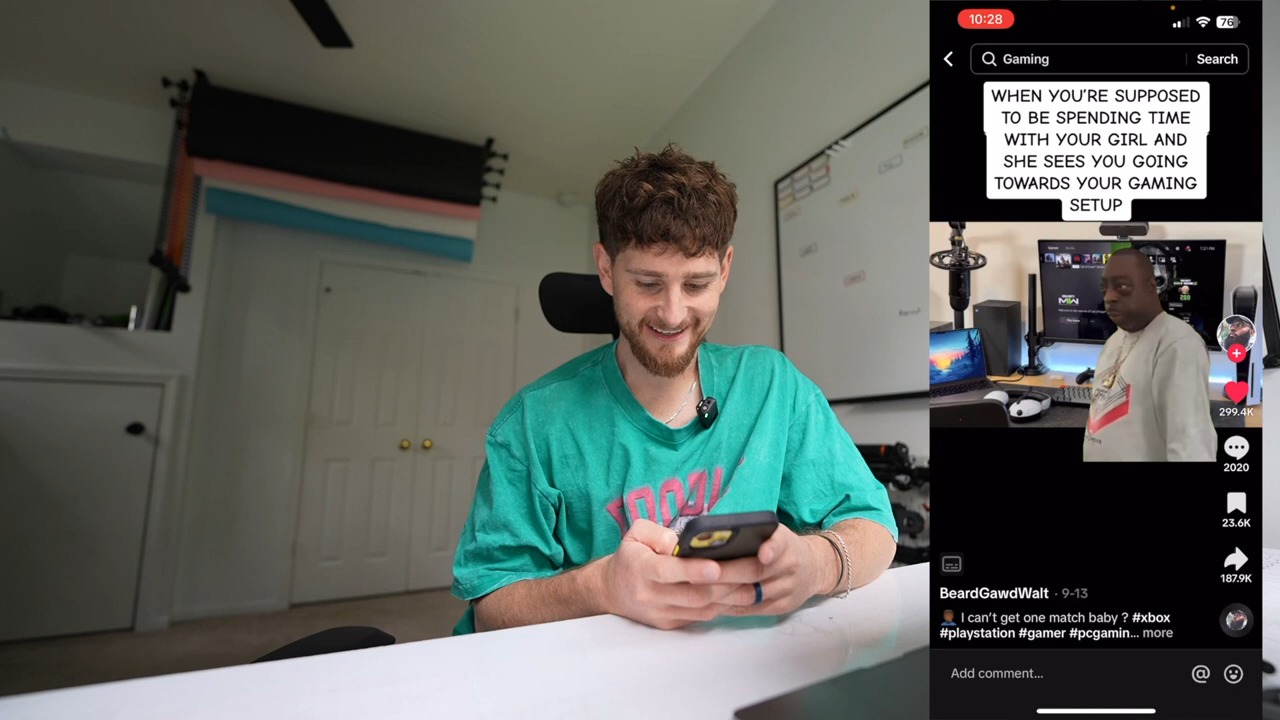 10:28
76
Gaming
Search
WHEN YOU'RE SUPPOSED
TO BE SPENDING TIME
WITH YOUR GIRL AND
SHE SEES YOU GOING
TOWARDS YOUR GAMING
SETUP
299.4K
2020
23.6K
187.9K
BeardGawdWalt · 9-13
I can't get one match baby ? #xbox
#playstation #gamer #pcgamin... more
Add comment...
@